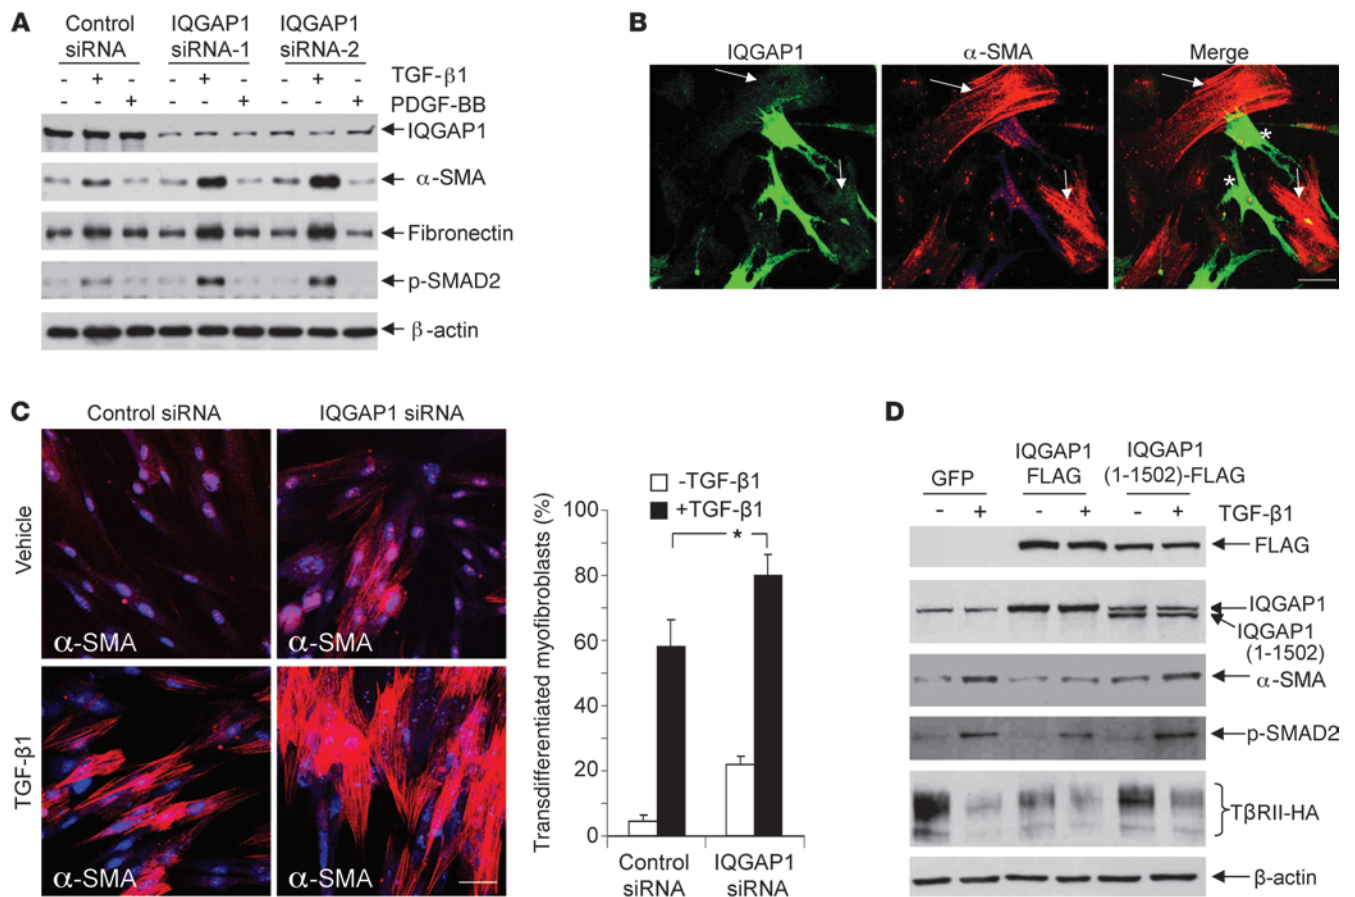 A
Control IQGAP1 IQGAP1
siRNA siRNA-1 siRNA-2
- + - - + - - + - TGF-β1
- - + - - + - - + PDGF-BB
IQGAP1
α-SMA
Fibronectin
p-SMAD2
β-actin
B
IQGAP1 α-SMA Merge
*
*
C
Control siRNA IQGAP1 siRNA
Vehicle
α-SMA α-SMA
TGF-β1
α-SMA α-SMA
Transdifferentiated myofibroblasts (%)
-TGF-β1
+TGF-β1
*
100
80
60
40
20
0
Control IQGAP1
siRNA siRNA
D
GFP IQGAP1 FLAG IQGAP1 (1-1502)-FLAG
- + - + - + TGF-β1
FLAG
IQGAP1
IQGAP1
(1-1502)
α-SMA
p-SMAD2
TβRII-HA
β-actin